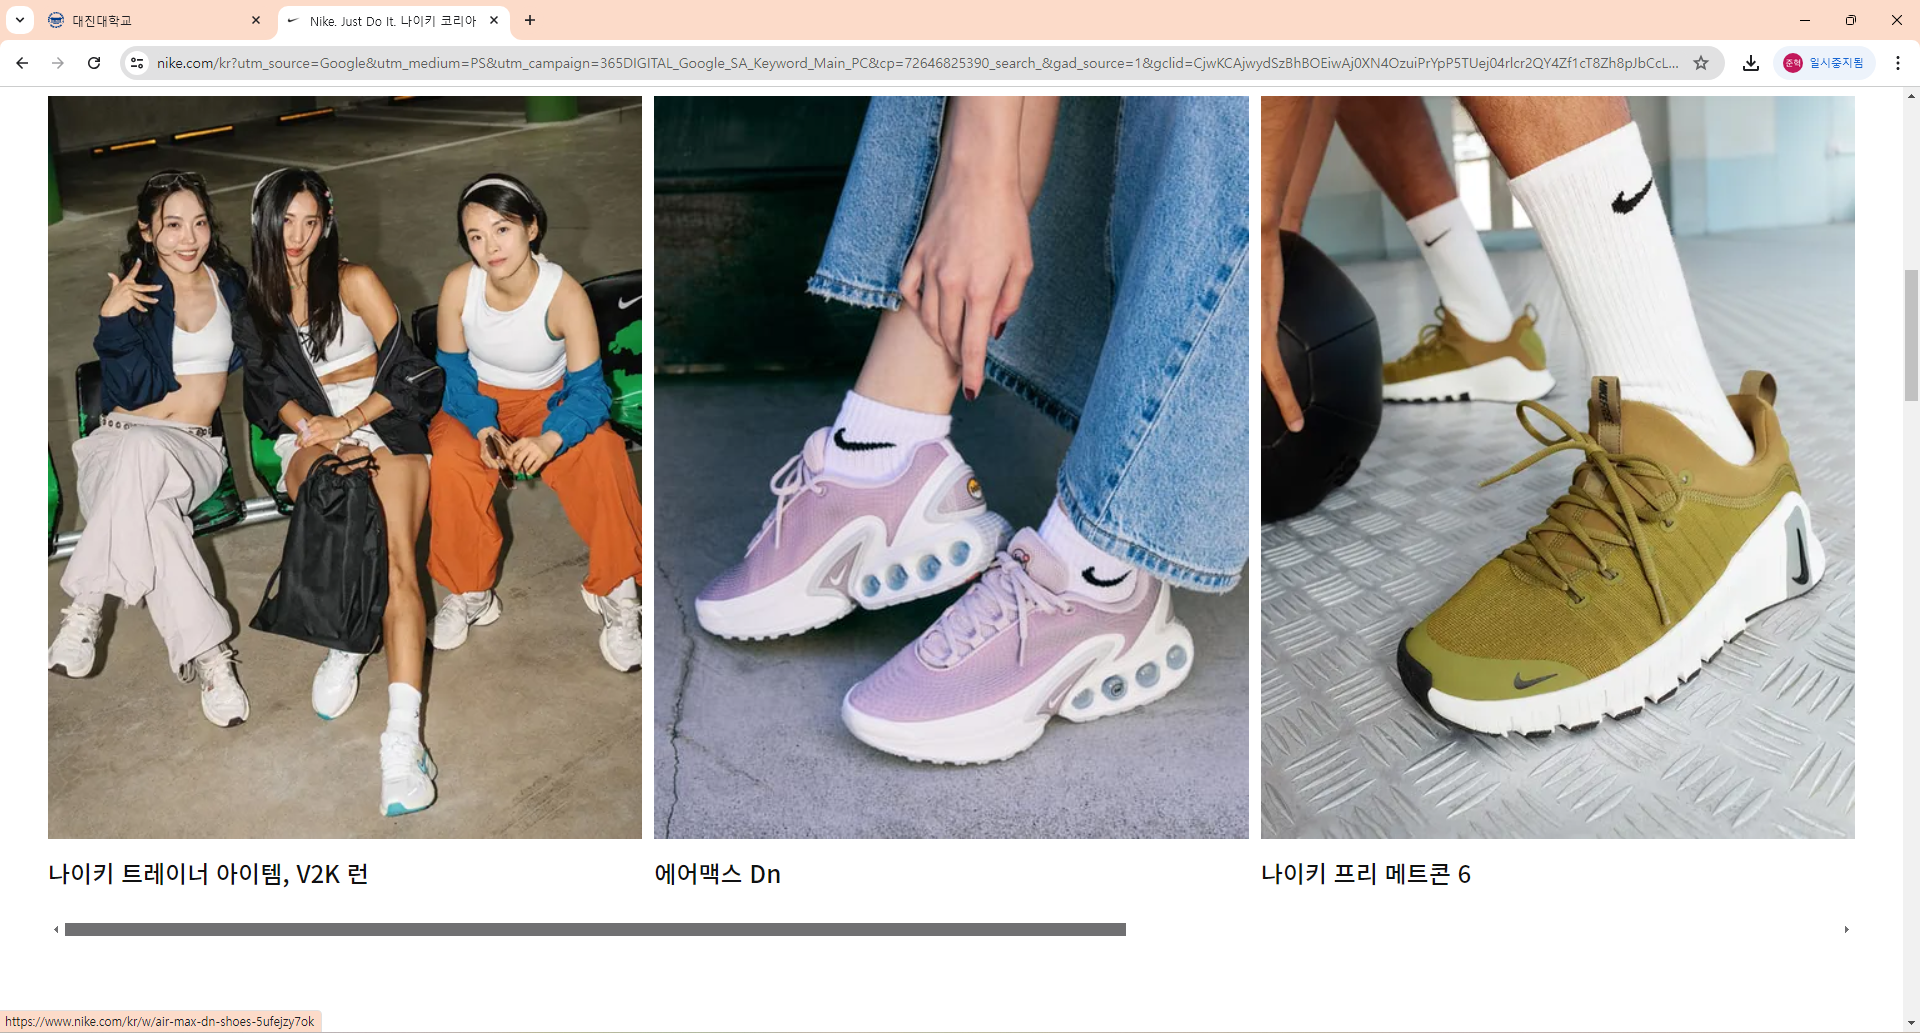 대진대학교
Nike. Just Do It. 나이키 코리아
nike.com/kr?utm_source=Google&utm_medium=PS&utm_campaign=365DIGITAL_Google_SA_Keyword_Main_PC&cp=72646825390_search_&gad_source=1&gclid=CjwKCAjwydSzBhBOEiwAj0XN4OzuiPrYpP5TUej04rlcr2QY4Zf1cT8Zh8pJbCcL...
준혁 일시중지됨
나이키 트레이너 아이템, V2K 런
에어맥스 Dn
나이키 프리 메트콘 6
https://www.nike.com/kr/w/air-max-dn-shoes-5ufejzy7ok